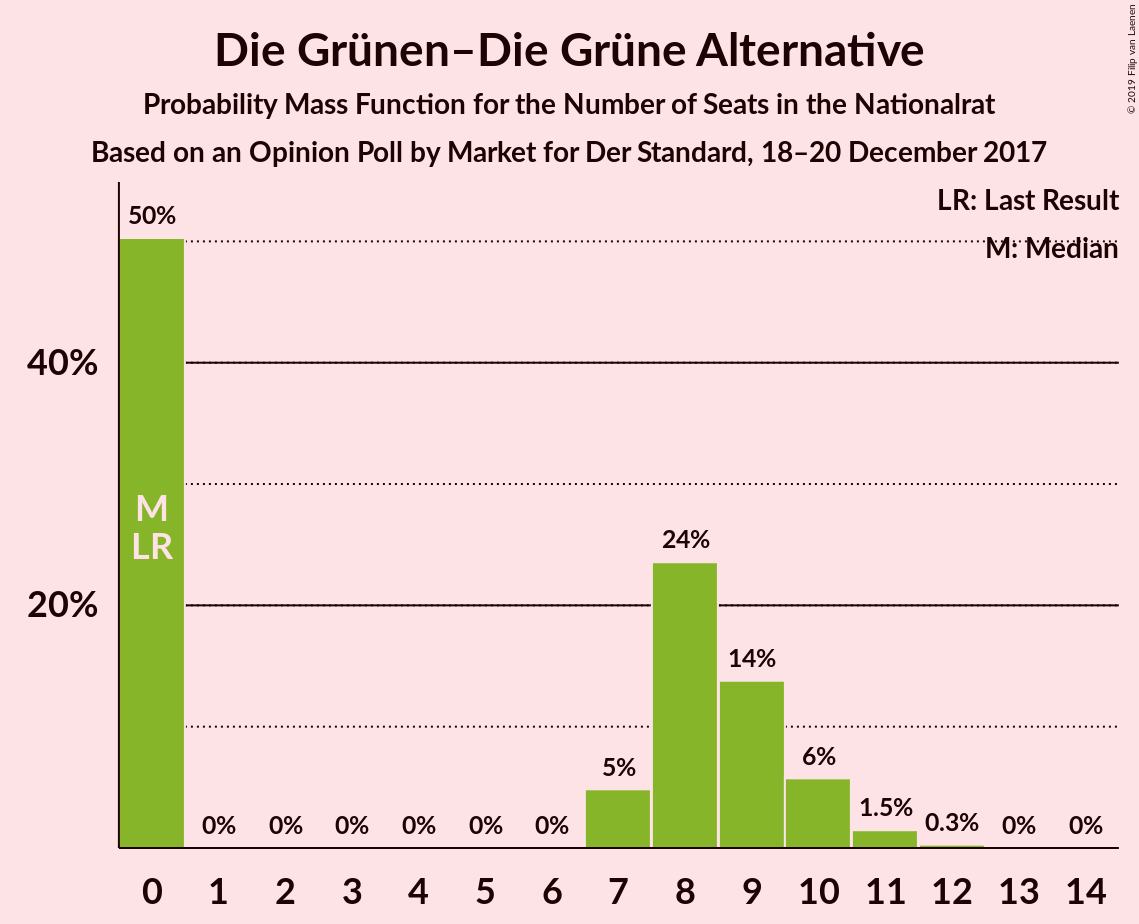 Die Grünen–Die Grüne Alternative
Probability Mass Function for the Number of Seats in the Nationalrat
Based on an Opinion Poll by Market for Der Standard, 18–20 December 2017
© 2019 Filip van Laenen
LR: Last Result
M: Median
50%
40%
20%
M
LR
0%
0%
0%
0%
0%
0%
5%
24%
14%
6%
1.5%
0.3%
0%
0%
0 1 2 3 4 5 6 7 8 9 10 11 12 13 14